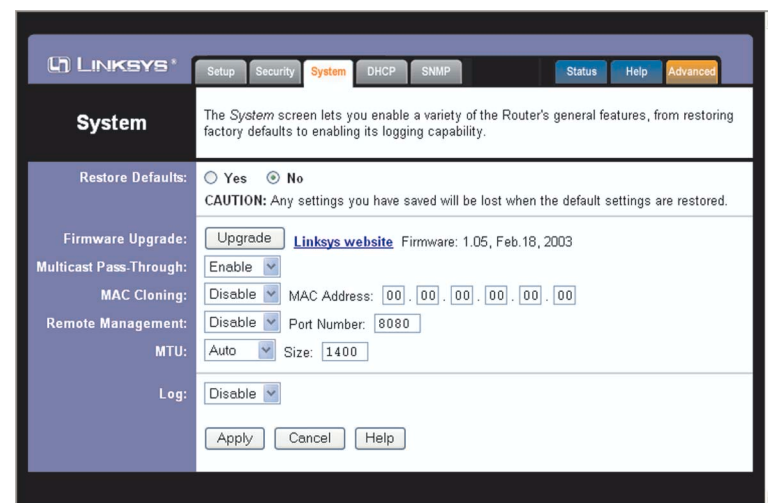 LINKSYS®
Setup Security System DHCP SNMP Status Help Advanced
System
The System screen lets you enable a variety of the Router's general features, from restoring
factory defaults to enabling its logging capability.
Restore Defaults: Yes No
CAUTION: Any settings you have saved will be lost when the default settings are restored.
Firmware Upgrade: Upgrade Linksys website Firmware: 1.05, Feb.18, 2003
Multicast Pass-Through: Enable
MAC Cloning: Disable MAC Address: 00 . 00 . 00 . 00 . 00 . 00
Remote Management: Disable Port Number: 8080
MTU: Auto Size: 1400
Log: Disable
Apply Cancel Help